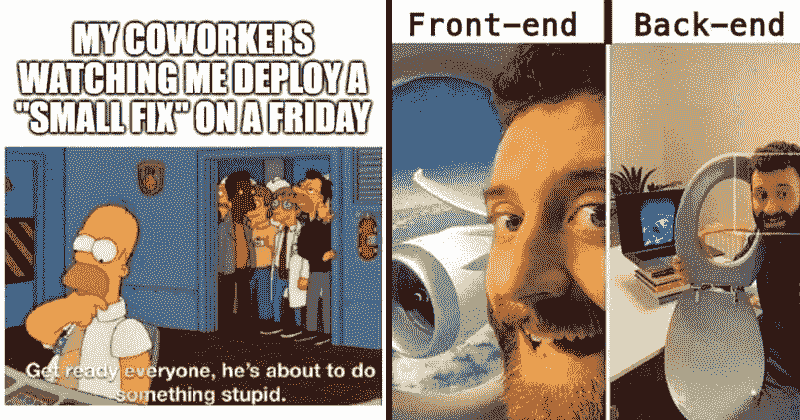 MY COWORKERS
WATCHING ME DEPLOY A
"SMALL FIX" ON A FRIDAY
Get ready everyone, he's about to do
something stupid.
Front-end
Back-end